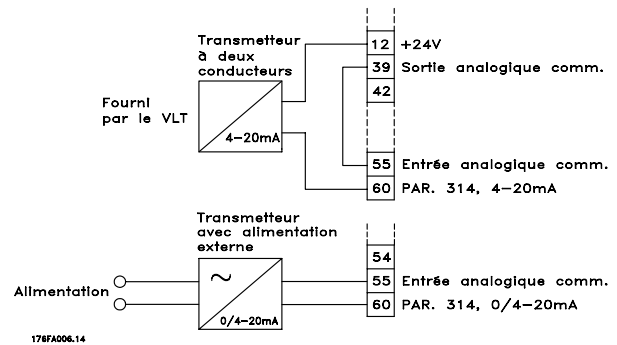 Transmetteur
à deux
conducteurs
Fourni
par le VLT
4-20mA
12 +24V
39 Sortie analogique comm.
42
55 Entrée analogique comm.
60 PAR. 314, 4-20mA
Transmetteur
avec alimentation
externe
Alimentation
~
0/4-20mA
54
55 Entrée analogique comm.
60 PAR. 314, 0/4-20mA
176FA006.14